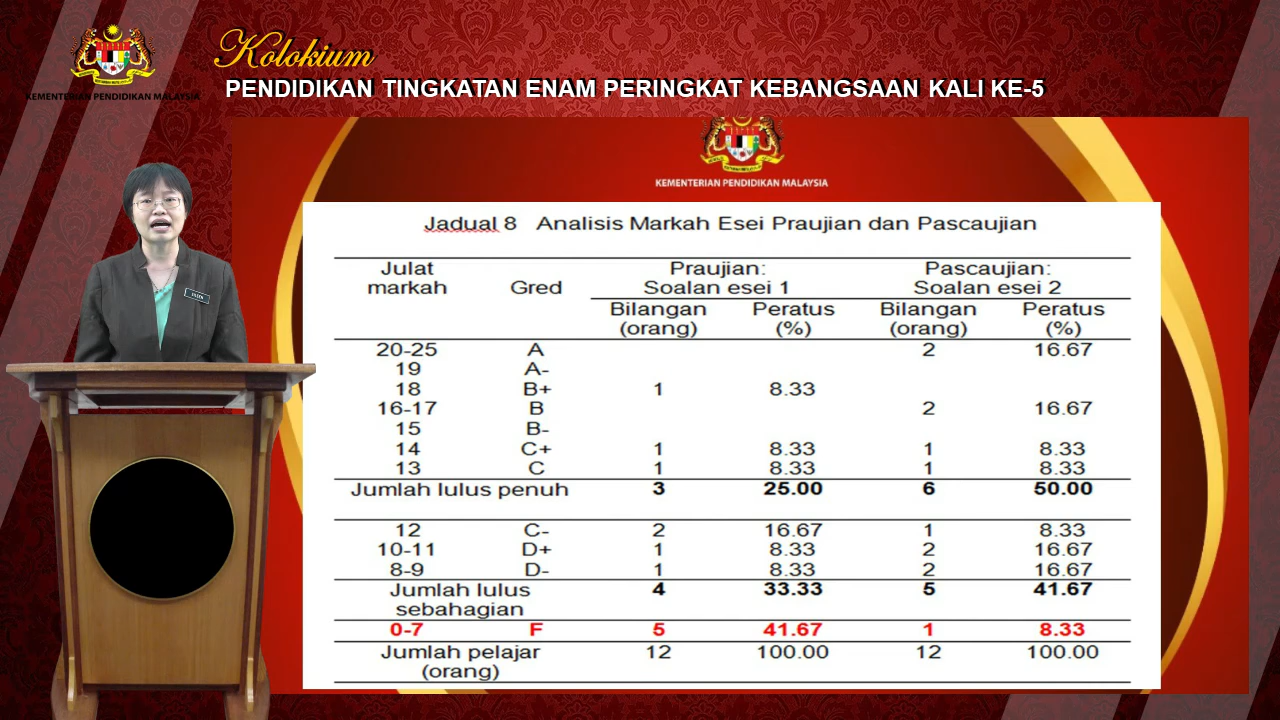 Kolokium
PENDIDIKAN TINGKATAN ENAM PERINGKAT KEBANGSAAN KALI KE-5
KEMENTERIAN PENDIDIKAN MALAYSIA
KEMENTERIAN PENDIDIKAN MALAYSIA
Jadual 8 Analisis Markah Esei Praujian dan Pascaujian
Julat markah Gred Praujian: Soalan esei 1 Pascaujian: Soalan esei 2
Bilangan (orang) Peratus (%) Bilangan (orang) Peratus (%)
20-25 A 2 16.67
19 A-
18 B+ 1 8.33
16-17 B 2 16.67
15 B-
14 C+ 1 8.33 1 8.33
13 C 1 8.33 1 8.33
Jumlah lulus penuh 3 25.00 6 50.00
12 C- 2 16.67 1 8.33
10-11 D+ 1 8.33 2 16.67
8-9 D- 1 8.33 2 16.67
Jumlah lulus sebahagian 4 33.33 5 41.67
0-7 F 5 41.67 1 8.33
Jumlah pelajar (orang) 12 100.00 12 100.00